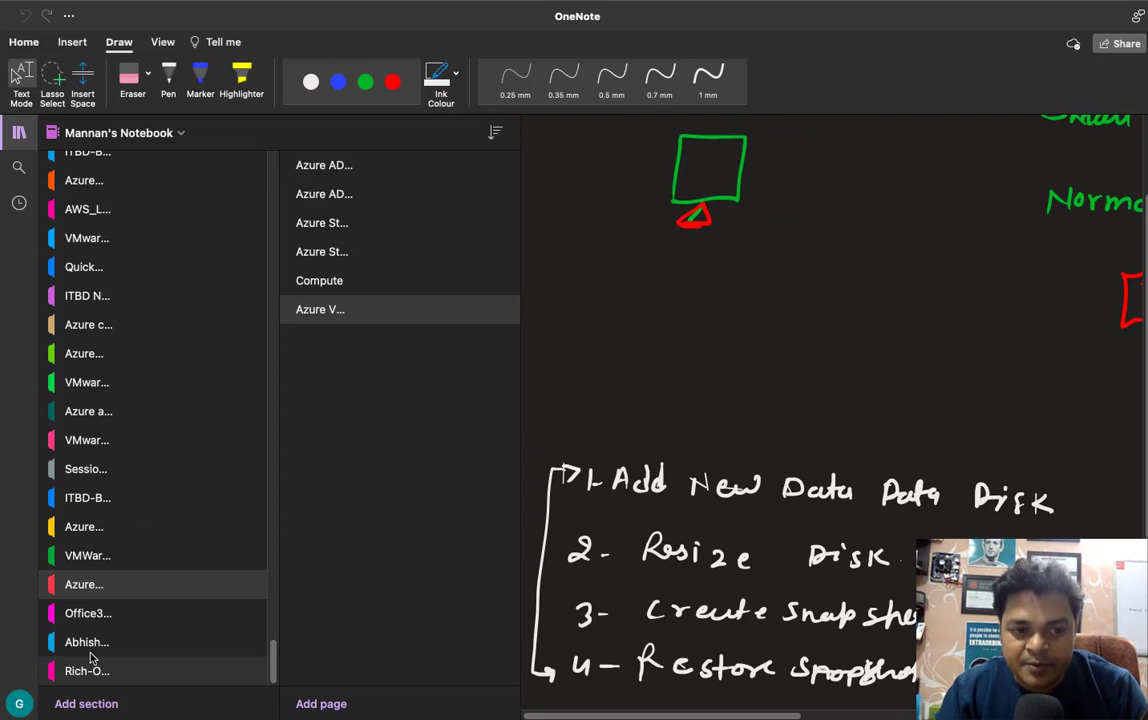 OneNote
Home Insert Draw View Tell me
Share
Text Mode
Lasso Select
Insert Space
Eraser
Pen
Marker
Highlighter
Ink Colour
0.25 mm 0.35 mm 0.5 mm 0.7 mm 1 mm
Mannan's Notebook
ITBD-B...
Azure...
AWS_L...
VMwar...
Quick...
ITBD N...
Azure c...
Azure...
VMwar...
Azure a...
VMwar...
Sessio...
ITBD-B...
Azure...
VMWar...
Azure...
Office3...
Abhish...
Rich-O...
Add section
G
Azure AD...
Azure AD...
Azure St...
Azure St...
Compute
Azure V...
Add page
Norma
1- Add New Data Data Disk
2- Resize Disk
3- Create Snapsho
4- Restore
EXTRAORDIN